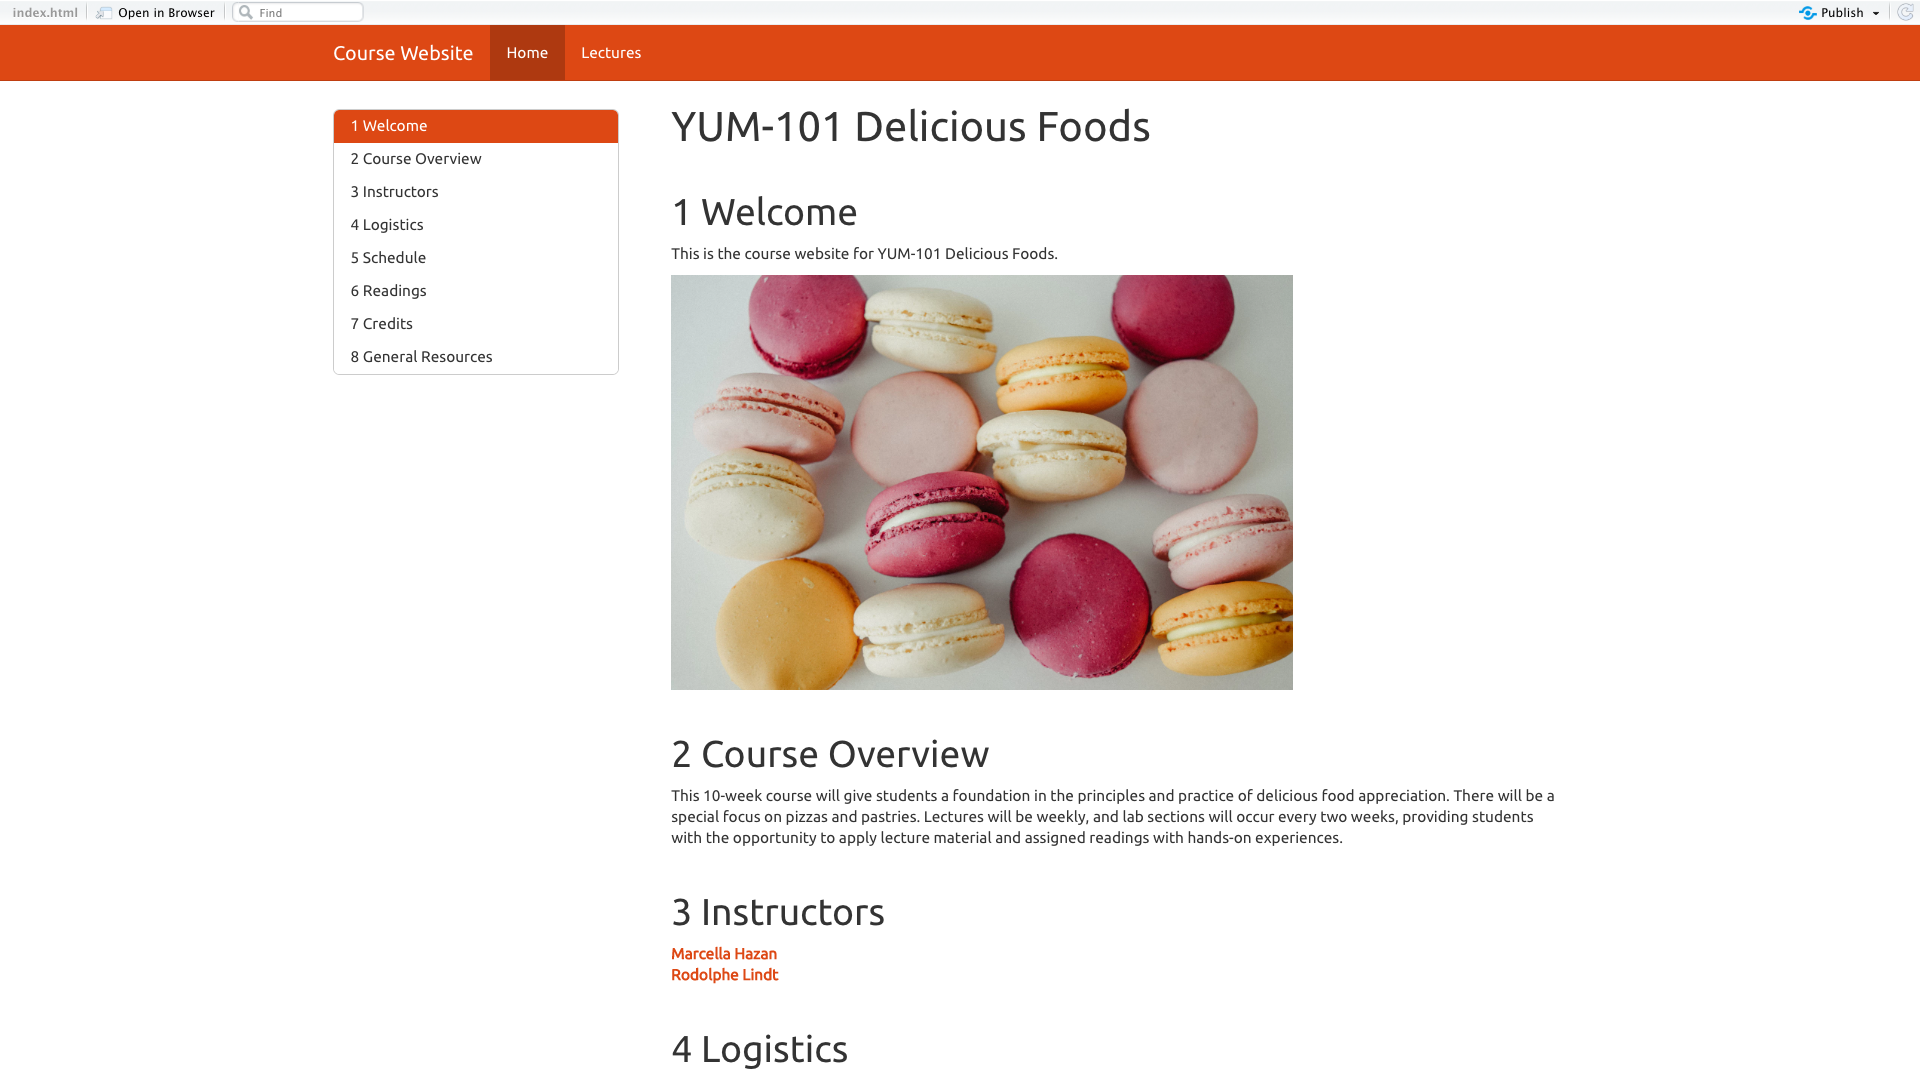 index.html Open in Browser Find Publish
Course Website Home Lectures
1 Welcome
2 Course Overview
3 Instructors
4 Logistics
5 Schedule
6 Readings
7 Credits
8 General Resources
YUM-101 Delicious Foods
1 Welcome
This is the course website for YUM-101 Delicious Foods.
2 Course Overview
This 10-week course will give students a foundation in the principles and practice of delicious food appreciation. There will be a
special focus on pizzas and pastries. Lectures will be weekly, and lab sections will occur every two weeks, providing students
with the opportunity to apply lecture material and assigned readings with hands-on experiences.
3 Instructors
Marcella Hazan
Rodolphe Lindt
4 Logistics